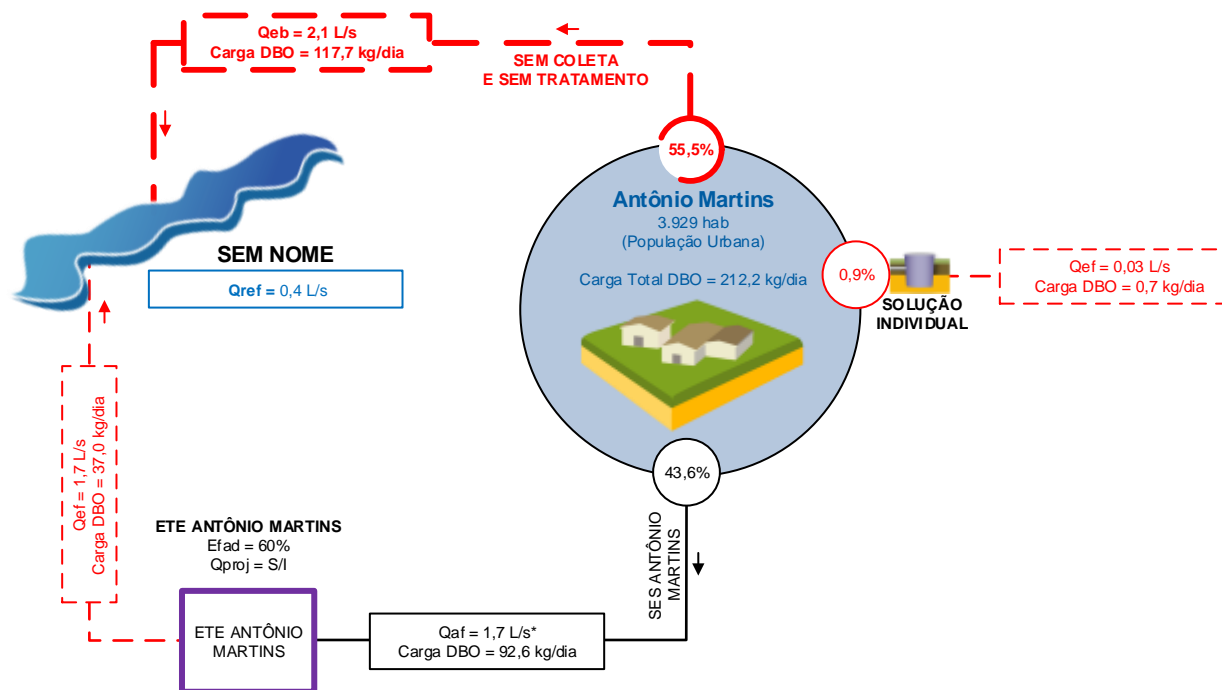 Qeb = 2,1 L/s
Carga DBO = 117,7 kg/dia
SEM COLETA
E SEM TRATAMENTO
55,5%
Antônio Martins
3.929 hab
(População Urbana)
Carga Total DBO = 212,2 kg/dia
0,9%
SOLUÇÃO
INDIVIDUAL
Qef = 0,03 L/s
Carga DBO = 0,7 kg/dia
SEM NOME
Qref = 0,4 L/s
43,6%
SES ANTÔNIO
MARTINS
Qef = 1,7 L/s
Carga DBO = 37,0 kg/dia
ETE ANTÔNIO MARTINS
Efad = 60%
Qproj = S/I
ETE ANTÔNIO
MARTINS
Qaf = 1,7 L/s*
Carga DBO = 92,6 kg/dia